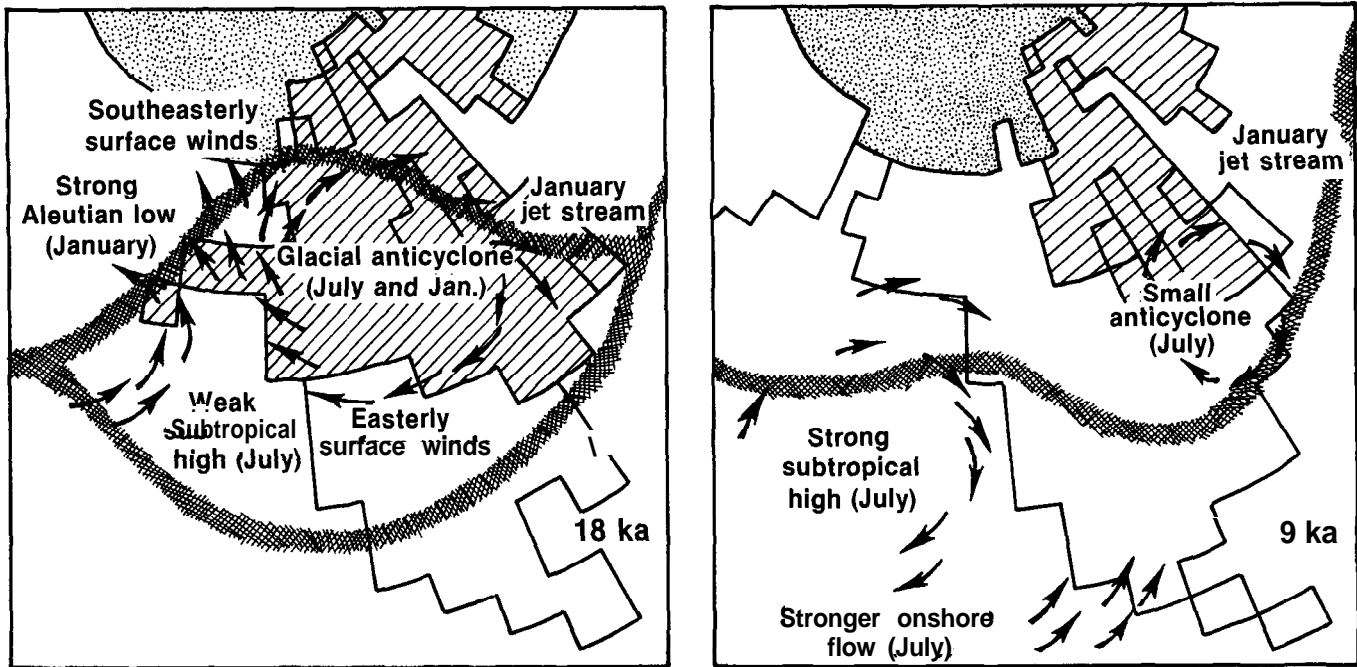 Southeasterly
surface winds
Strong
Aleutian low
(January)
January
jet stream
Glacial anticyclone
(July and Jan.)
Weak
Subtropical
high (July)
Easterly
surface winds
18 ka
January
jet stream
Small
anticyclone
(July)
Strong
subtropical
high (July)
9 ka
Stronger onshore
flow (July)